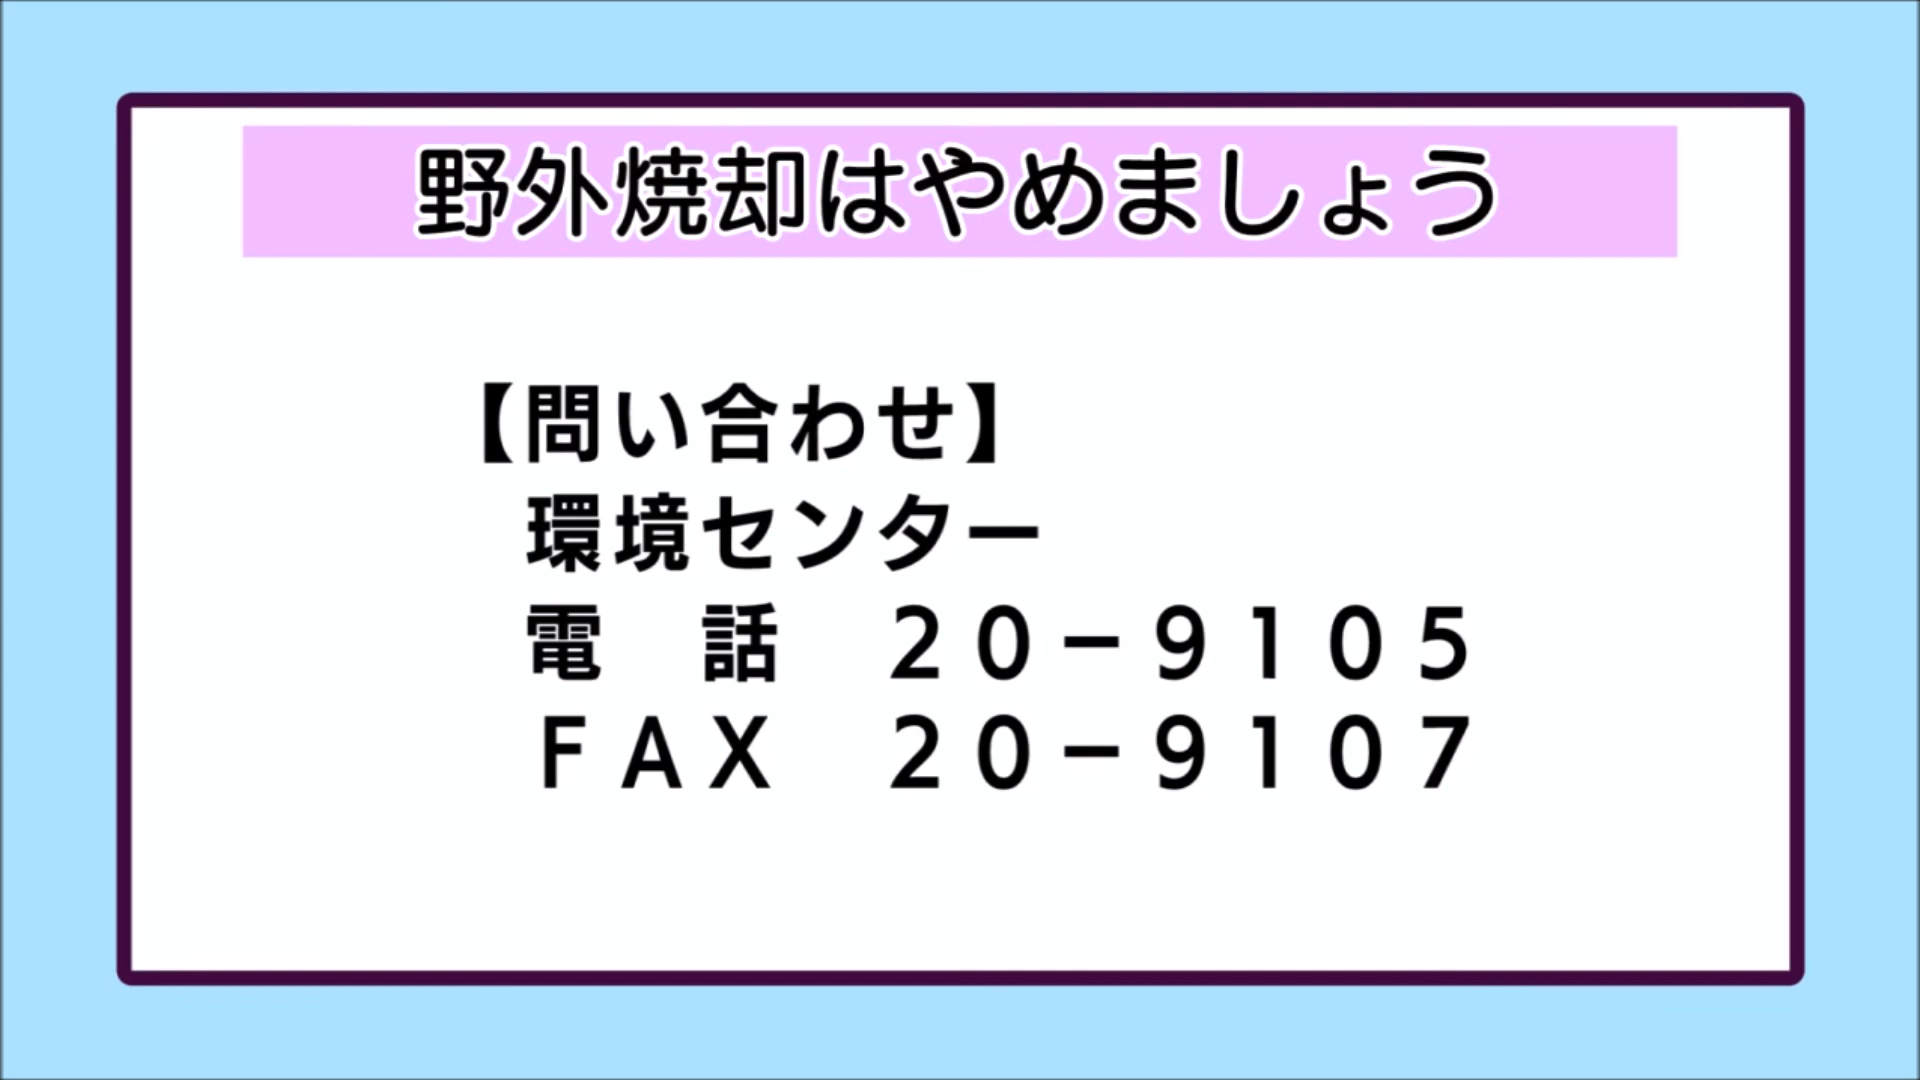 野外焼却はやめましょう
【問い合わせ】
環境センター
電　話　２０－９１０５
ＦＡＸ　２０－９１０７